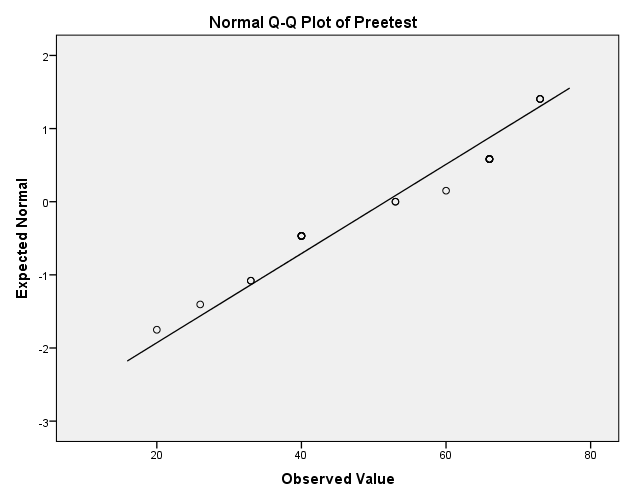 Normal Q-Q Plot of Preetest
2
1
0
-1
-2
-3
Expected Normal
20 40 60 80
Observed Value